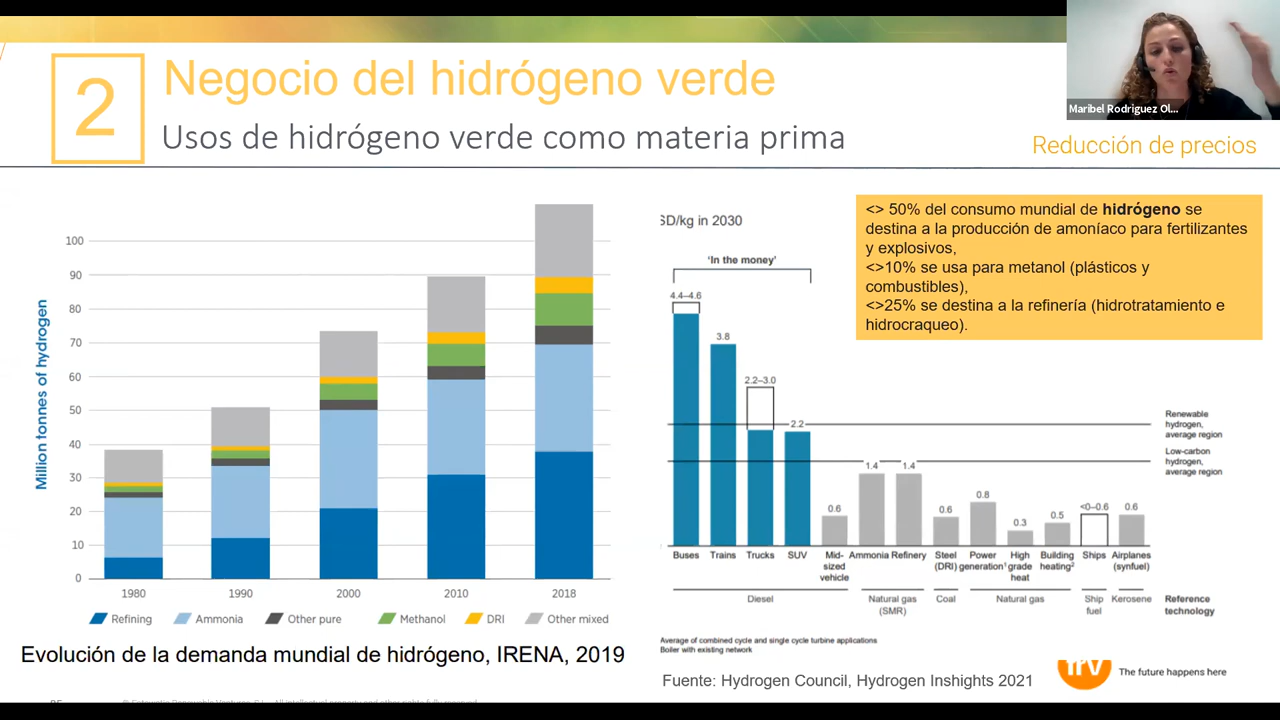 2
Negocio del hidrógeno verde
Usos de hidrógeno verde como materia prima
Maribel Rodriguez Ol...
Reducción de precios
Million tonnes of hydrogen
100
90
80
70
60
50
40
30
20
10
0
1980
1990
2000
2010
2018
Refining
Ammonia
Other pure
Methanol
DRI
Other mixed
Evolución de la demanda mundial de hidrógeno, IRENA, 2019
SD/kg in 2030
'In the money'
4.4–4.6
3.8
2.2–3.0
2.2
0.6
1.4
1.4
0.6
0.8
0.3
0.5
<0–0.6
0.6
Renewable
hydrogen,
average region
Low-carbon
hydrogen,
average region
Buses
Trains
Trucks
SUV
Mid-
sized
vehicle
Ammonia
Refinery
Steel
(DRI)
Power
generation¹
High
grade
heat
Building
heating²
Ships
Airplanes
(synfuel)
Diesel
Natural gas
(SMR)
Coal
Natural gas
Ship
fuel
Kerosene
Reference
technology
<> 50% del consumo mundial de hidrógeno se
destina a la producción de amoníaco para fertilizantes
y explosivos,
<>10% se usa para metanol (plásticos y
combustibles),
<>25% se destina a la refinería (hidrotratamiento e
hidrocraqueo).
Average of combined cycle and single cycle turbine applications
Boiler with existing network
Fuente: Hydrogen Council, Hydrogen Inshights 2021
The future happens here